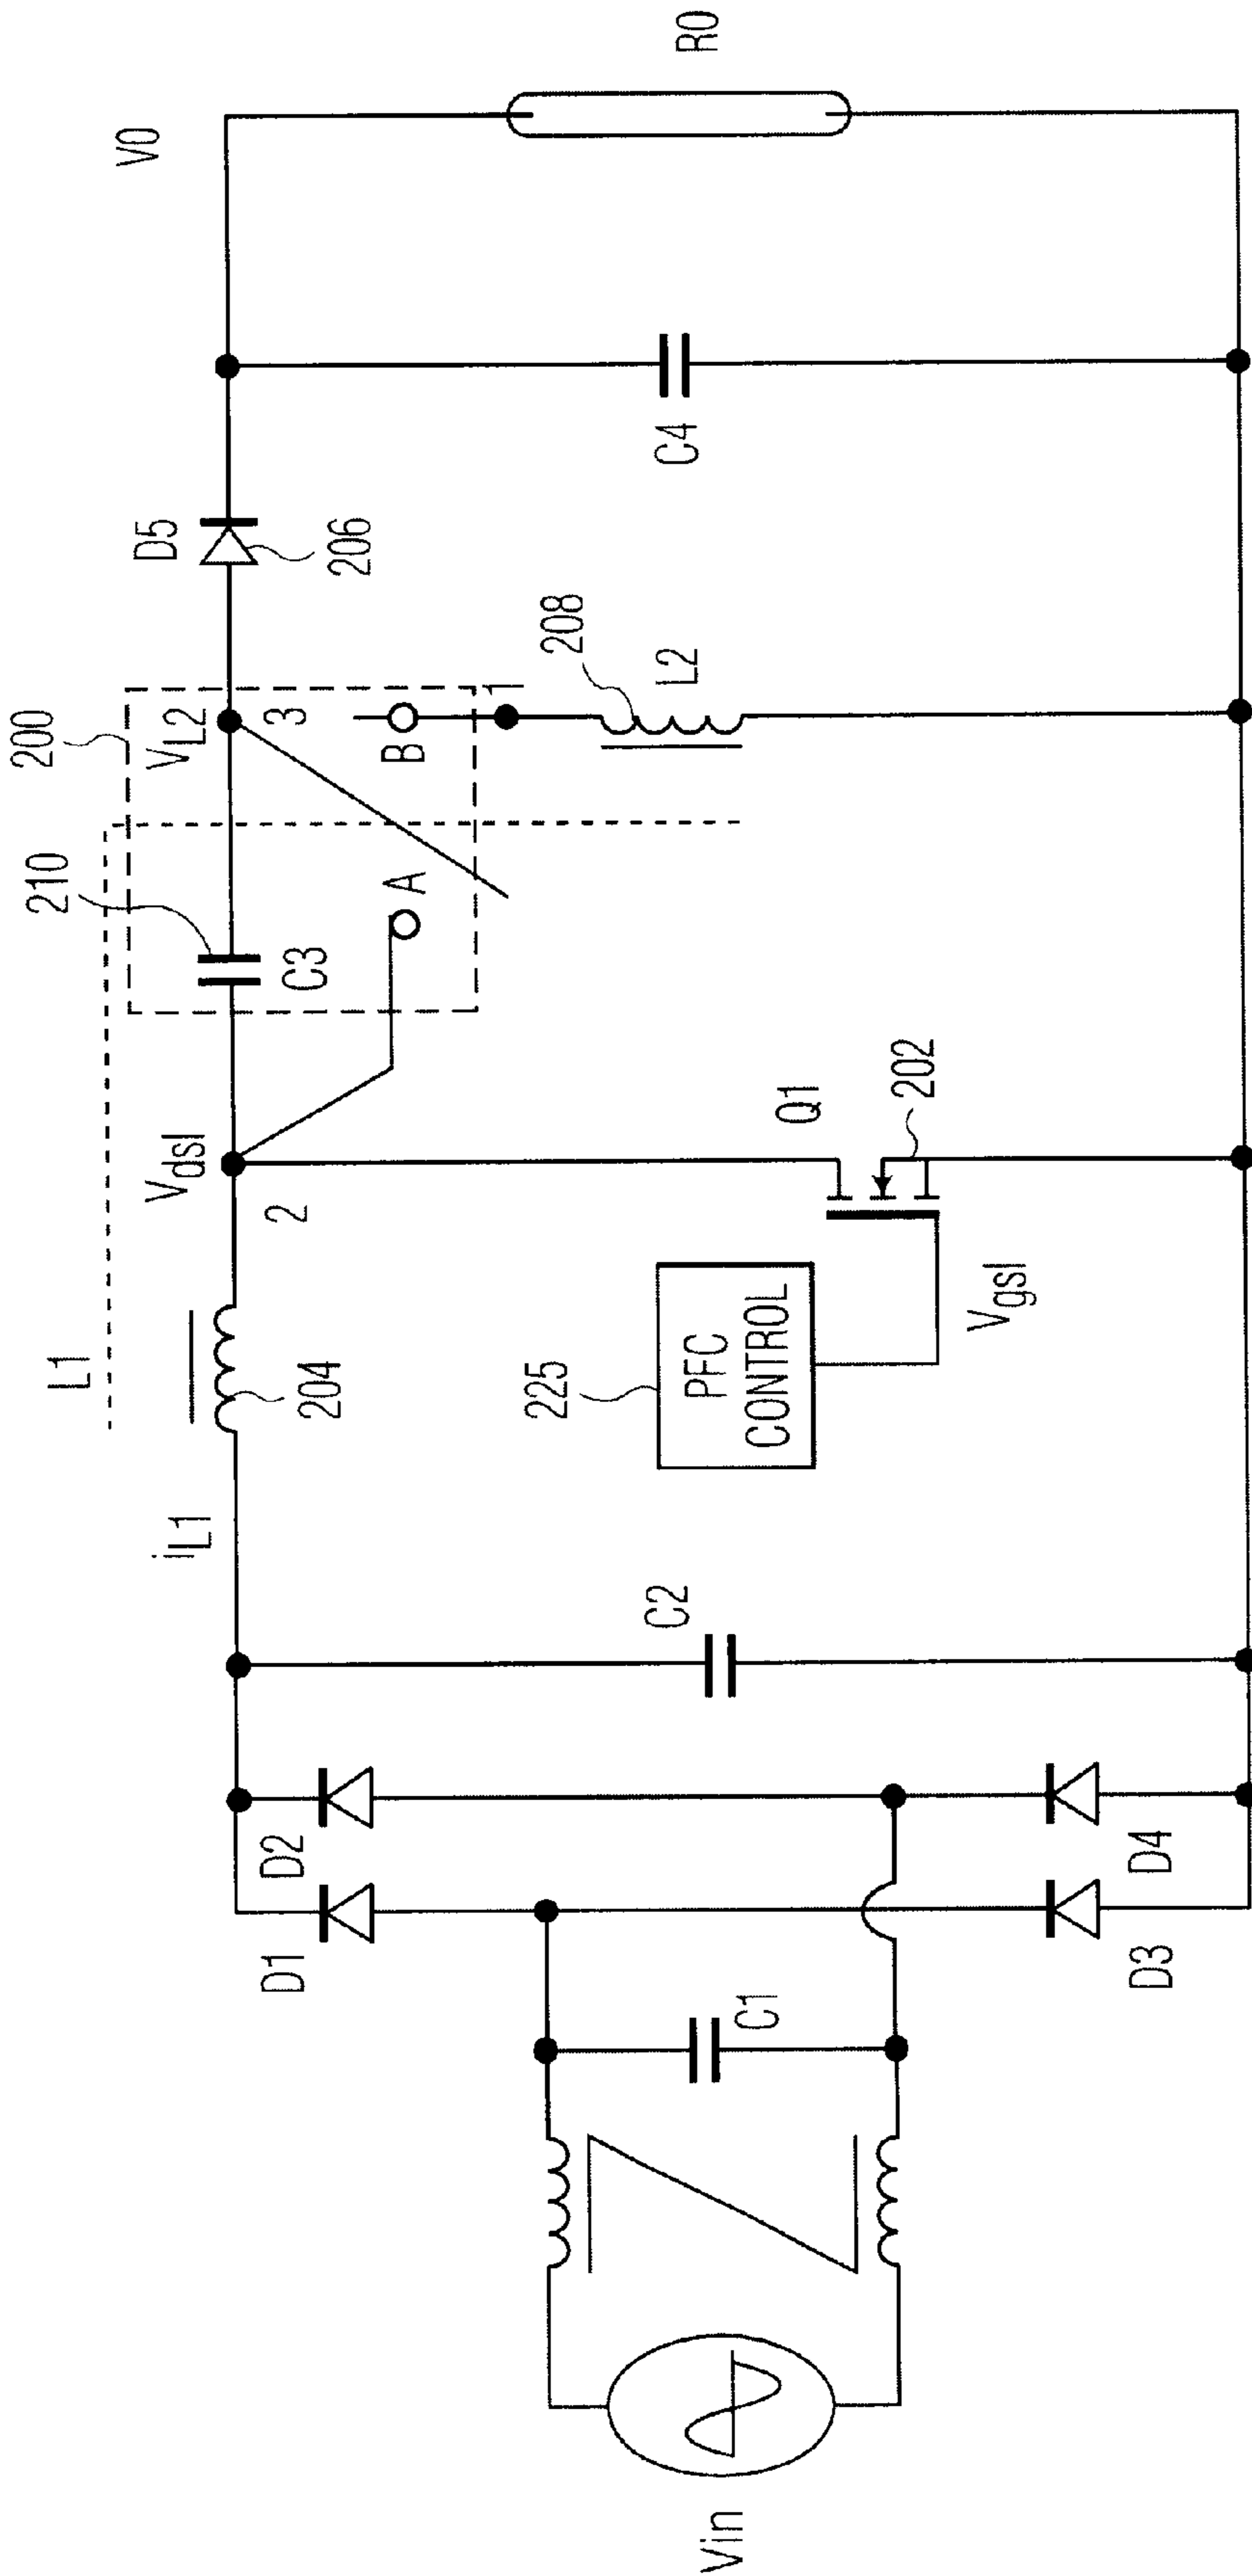 Vin
C1
D1
D2
D3
D4
C2
iL1
L1
204
225
PFC
CONTROL
Vgsl
Q1
202
Vdsl
2
210
C3
A
200
VL2
3
B
1
208
L2
D5
206
C4
V0
R0